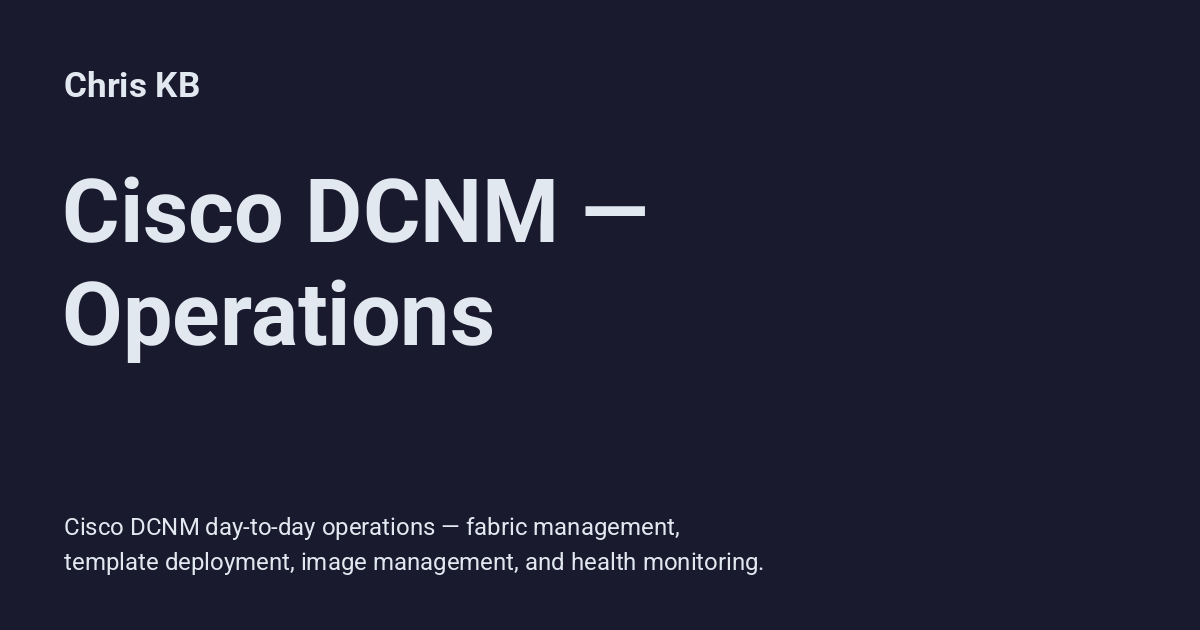 Chris KB
Cisco DCNM —
Operations
Cisco DCNM day-to-day operations — fabric management,
template deployment, image management, and health monitoring.